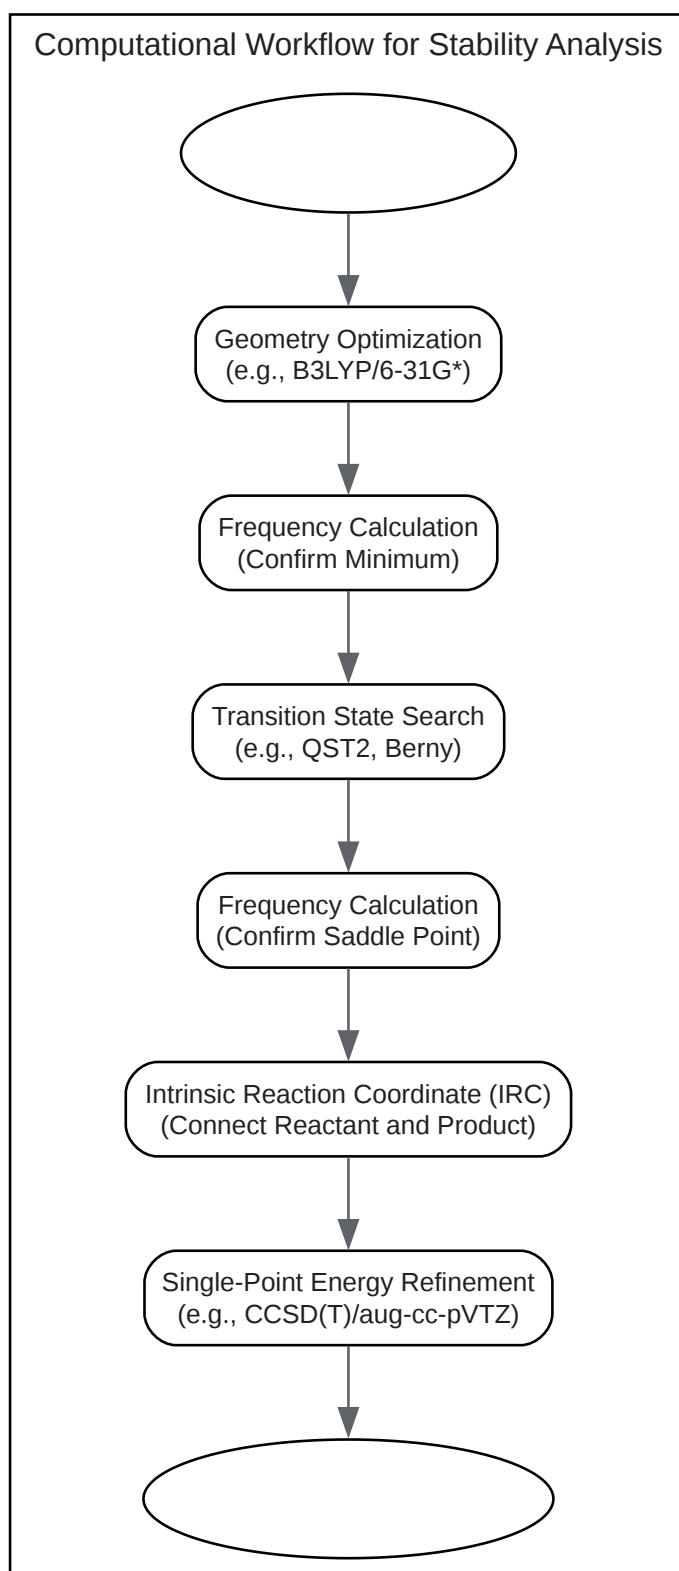 Computational Workflow for Stability Analysis
Geometry Optimization
(e.g., B3LYP/6-31G*)
Frequency Calculation
(Confirm Minimum)
Transition State Search
(e.g., QST2, Berny)
Frequency Calculation
(Confirm Saddle Point)
Intrinsic Reaction Coordinate (IRC)
(Connect Reactant and Product)
Single-Point Energy Refinement
(e.g., CCSD(T)/aug-cc-pVTZ)